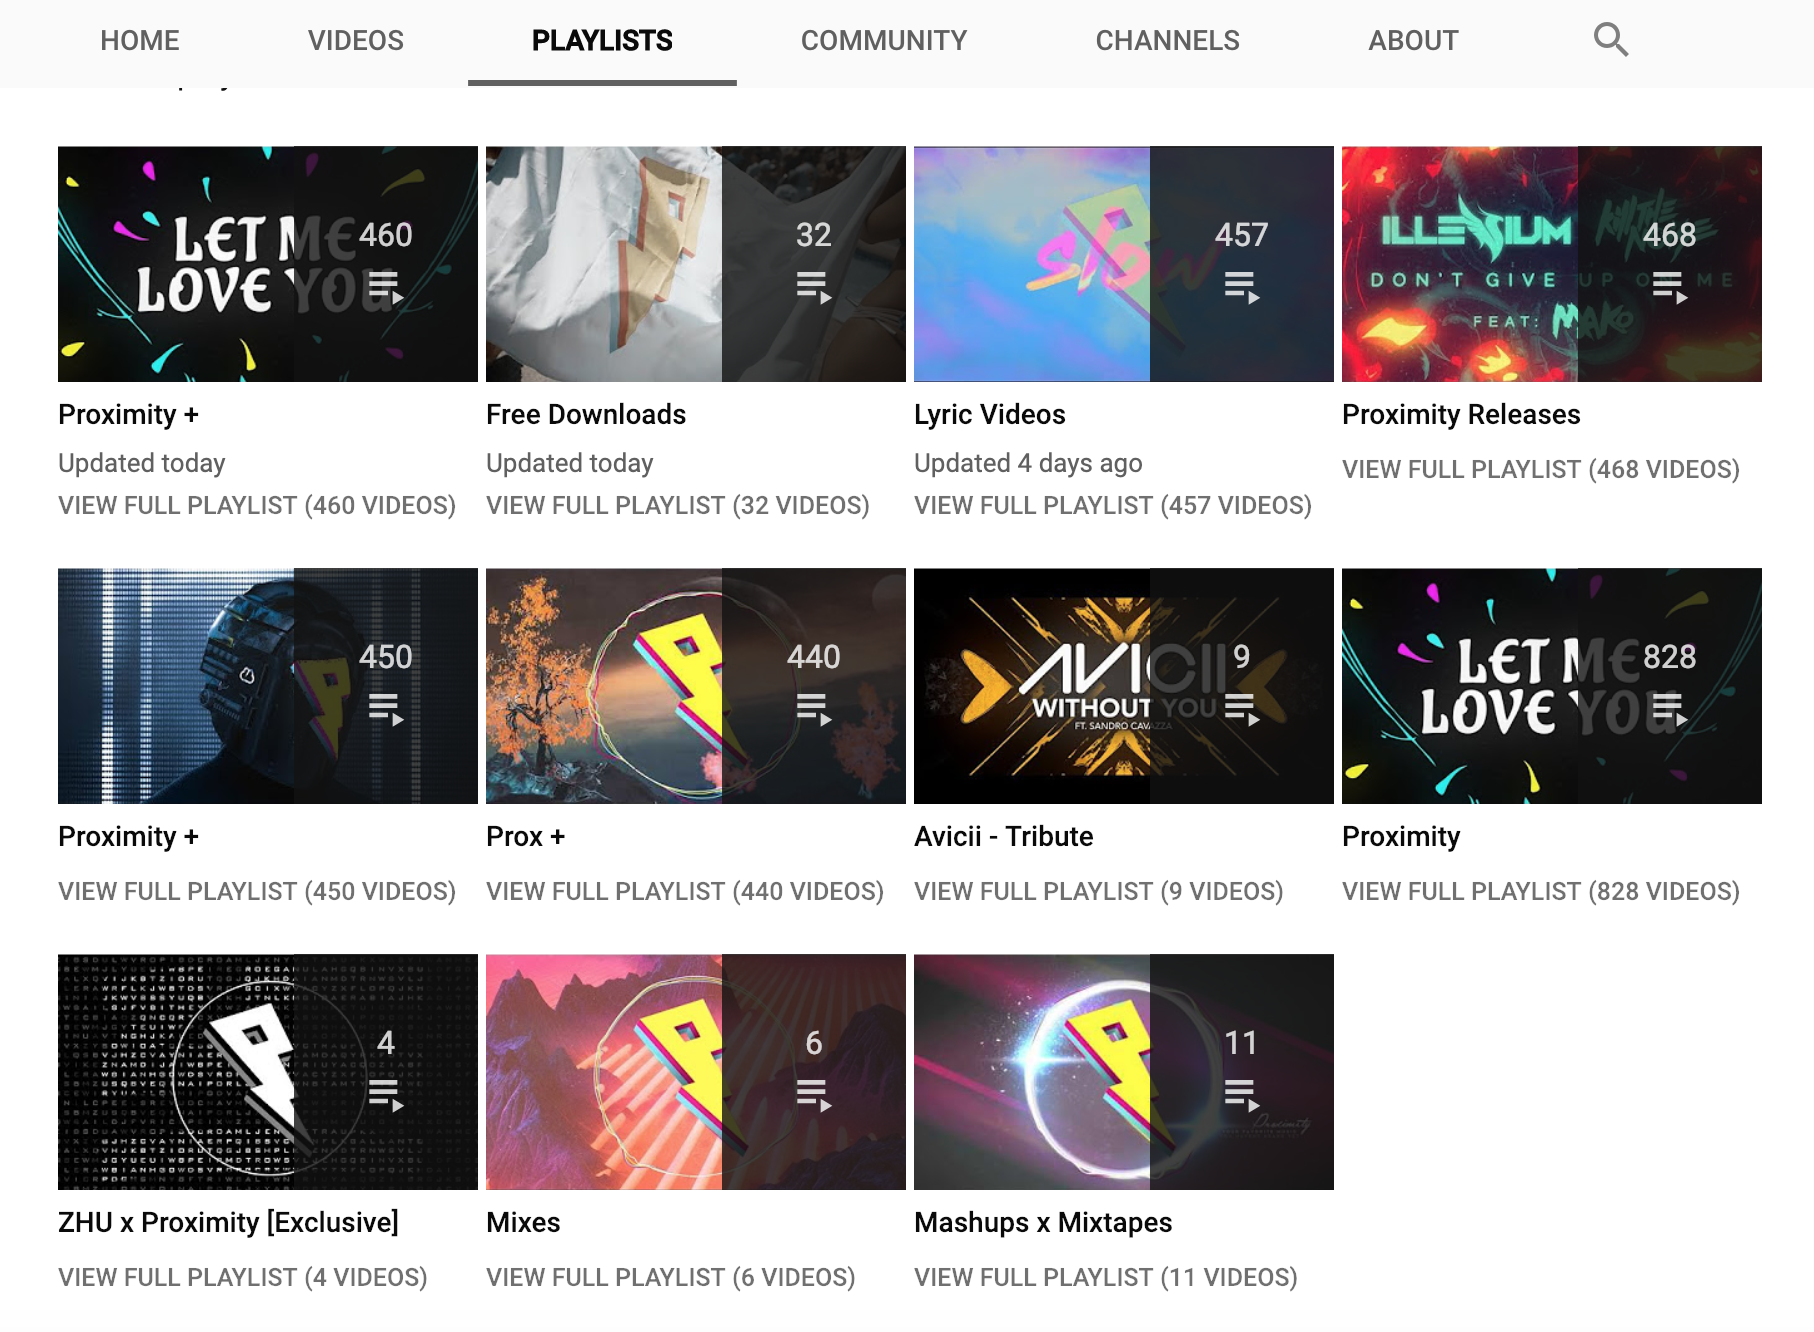 HOME VIDEOS PLAYLISTS COMMUNITY CHANNELS ABOUT
LET ME
LOVE YOU
460
32
slow
457
ILLENIUM
KILL THE NOISE
DON'T GIVE UP ON ME
FEAT: MAKO
468
Proximity +
Updated today
VIEW FULL PLAYLIST (460 VIDEOS)
Free Downloads
Updated today
VIEW FULL PLAYLIST (32 VIDEOS)
Lyric Videos
Updated 4 days ago
VIEW FULL PLAYLIST (457 VIDEOS)
Proximity Releases
VIEW FULL PLAYLIST (468 VIDEOS)
450
440
AVICII
WITHOUT YOU
FT. SANDRO CAVAZZA
9
LET ME
LOVE YOU
828
Proximity +
VIEW FULL PLAYLIST (450 VIDEOS)
Prox +
VIEW FULL PLAYLIST (440 VIDEOS)
Avicii - Tribute
VIEW FULL PLAYLIST (9 VIDEOS)
Proximity
VIEW FULL PLAYLIST (828 VIDEOS)
4
6
11
Proximity
ZHU x Proximity [Exclusive]
VIEW FULL PLAYLIST (4 VIDEOS)
Mixes
VIEW FULL PLAYLIST (6 VIDEOS)
Mashups x Mixtapes
VIEW FULL PLAYLIST (11 VIDEOS)